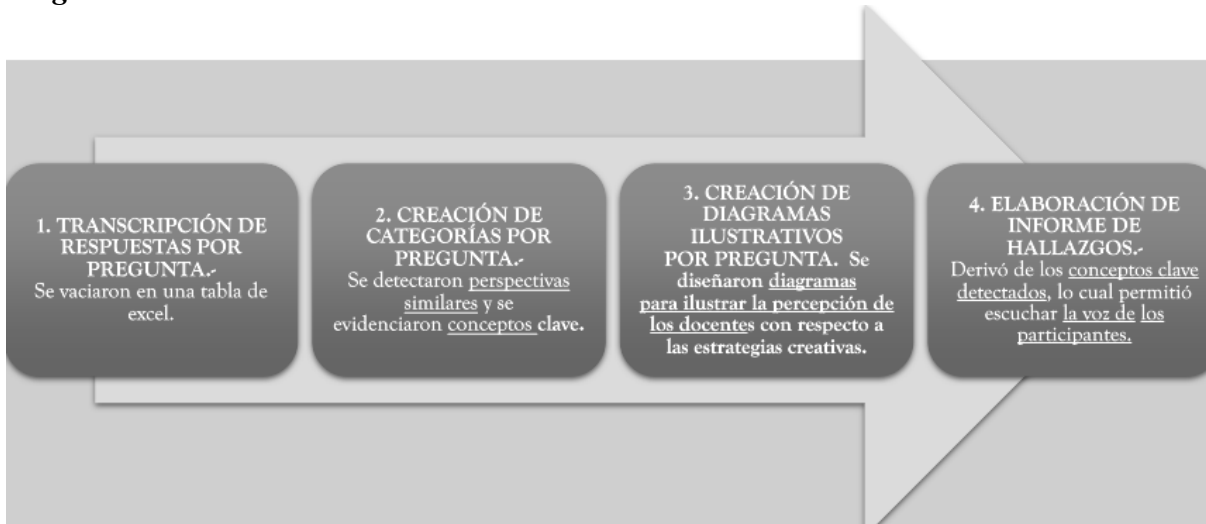 1. TRANSCRIPCIÓN DE
RESPUESTAS POR
PREGUNTA.-
Se vaciaron en una tabla de
excel.
2. CREACIÓN DE
CATEGORÍAS POR
PREGUNTA.-
Se detectaron perspectivas
similares y se
evidenciaron conceptos clave.
3. CREACIÓN DE
DIAGRAMAS
ILUSTRATIVOS
POR PREGUNTA. Se
diseñaron diagramas
para ilustrar la percepción de
los docentes con respecto a
las estrategias creativas.
4. ELABORACIÓN DE
INFORME DE
HALLAZGOS.-
Derivó de los conceptos clave
detectados, lo cual permitió
escuchar la voz de los
participantes.